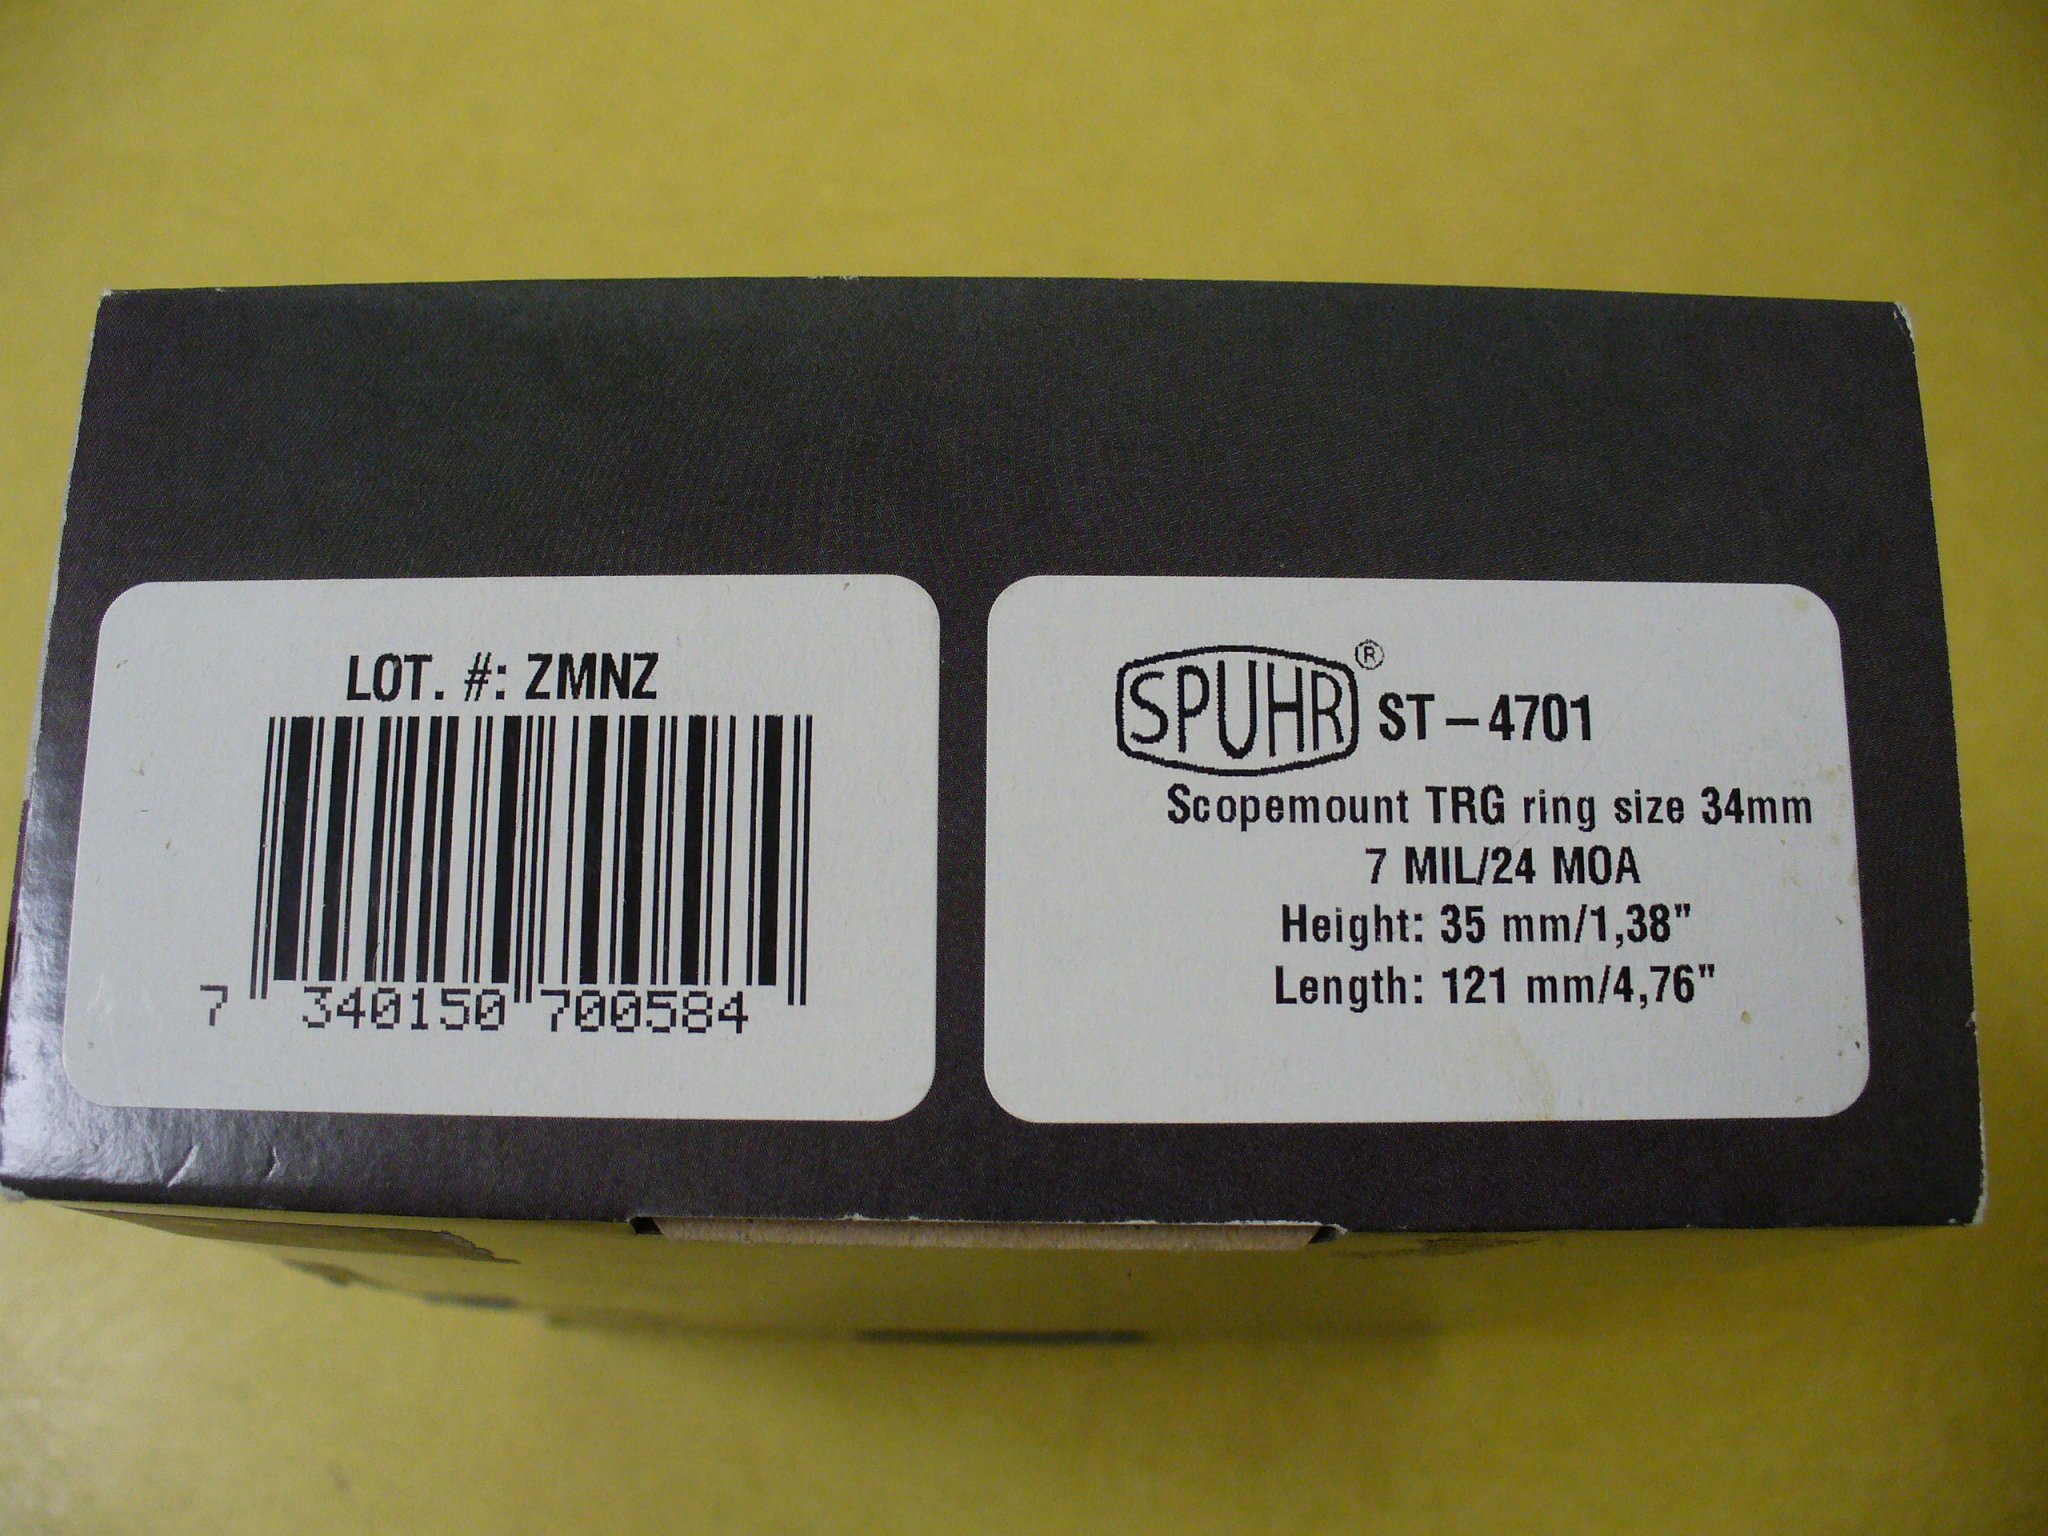 LOT. #: ZMNZ
7 340150 700584
SPUHR® ST-4701
Scopemount TRG ring size 34mm
7 MIL/24 MOA
Height: 35 mm/1,38"
Length: 121 mm/4,76"